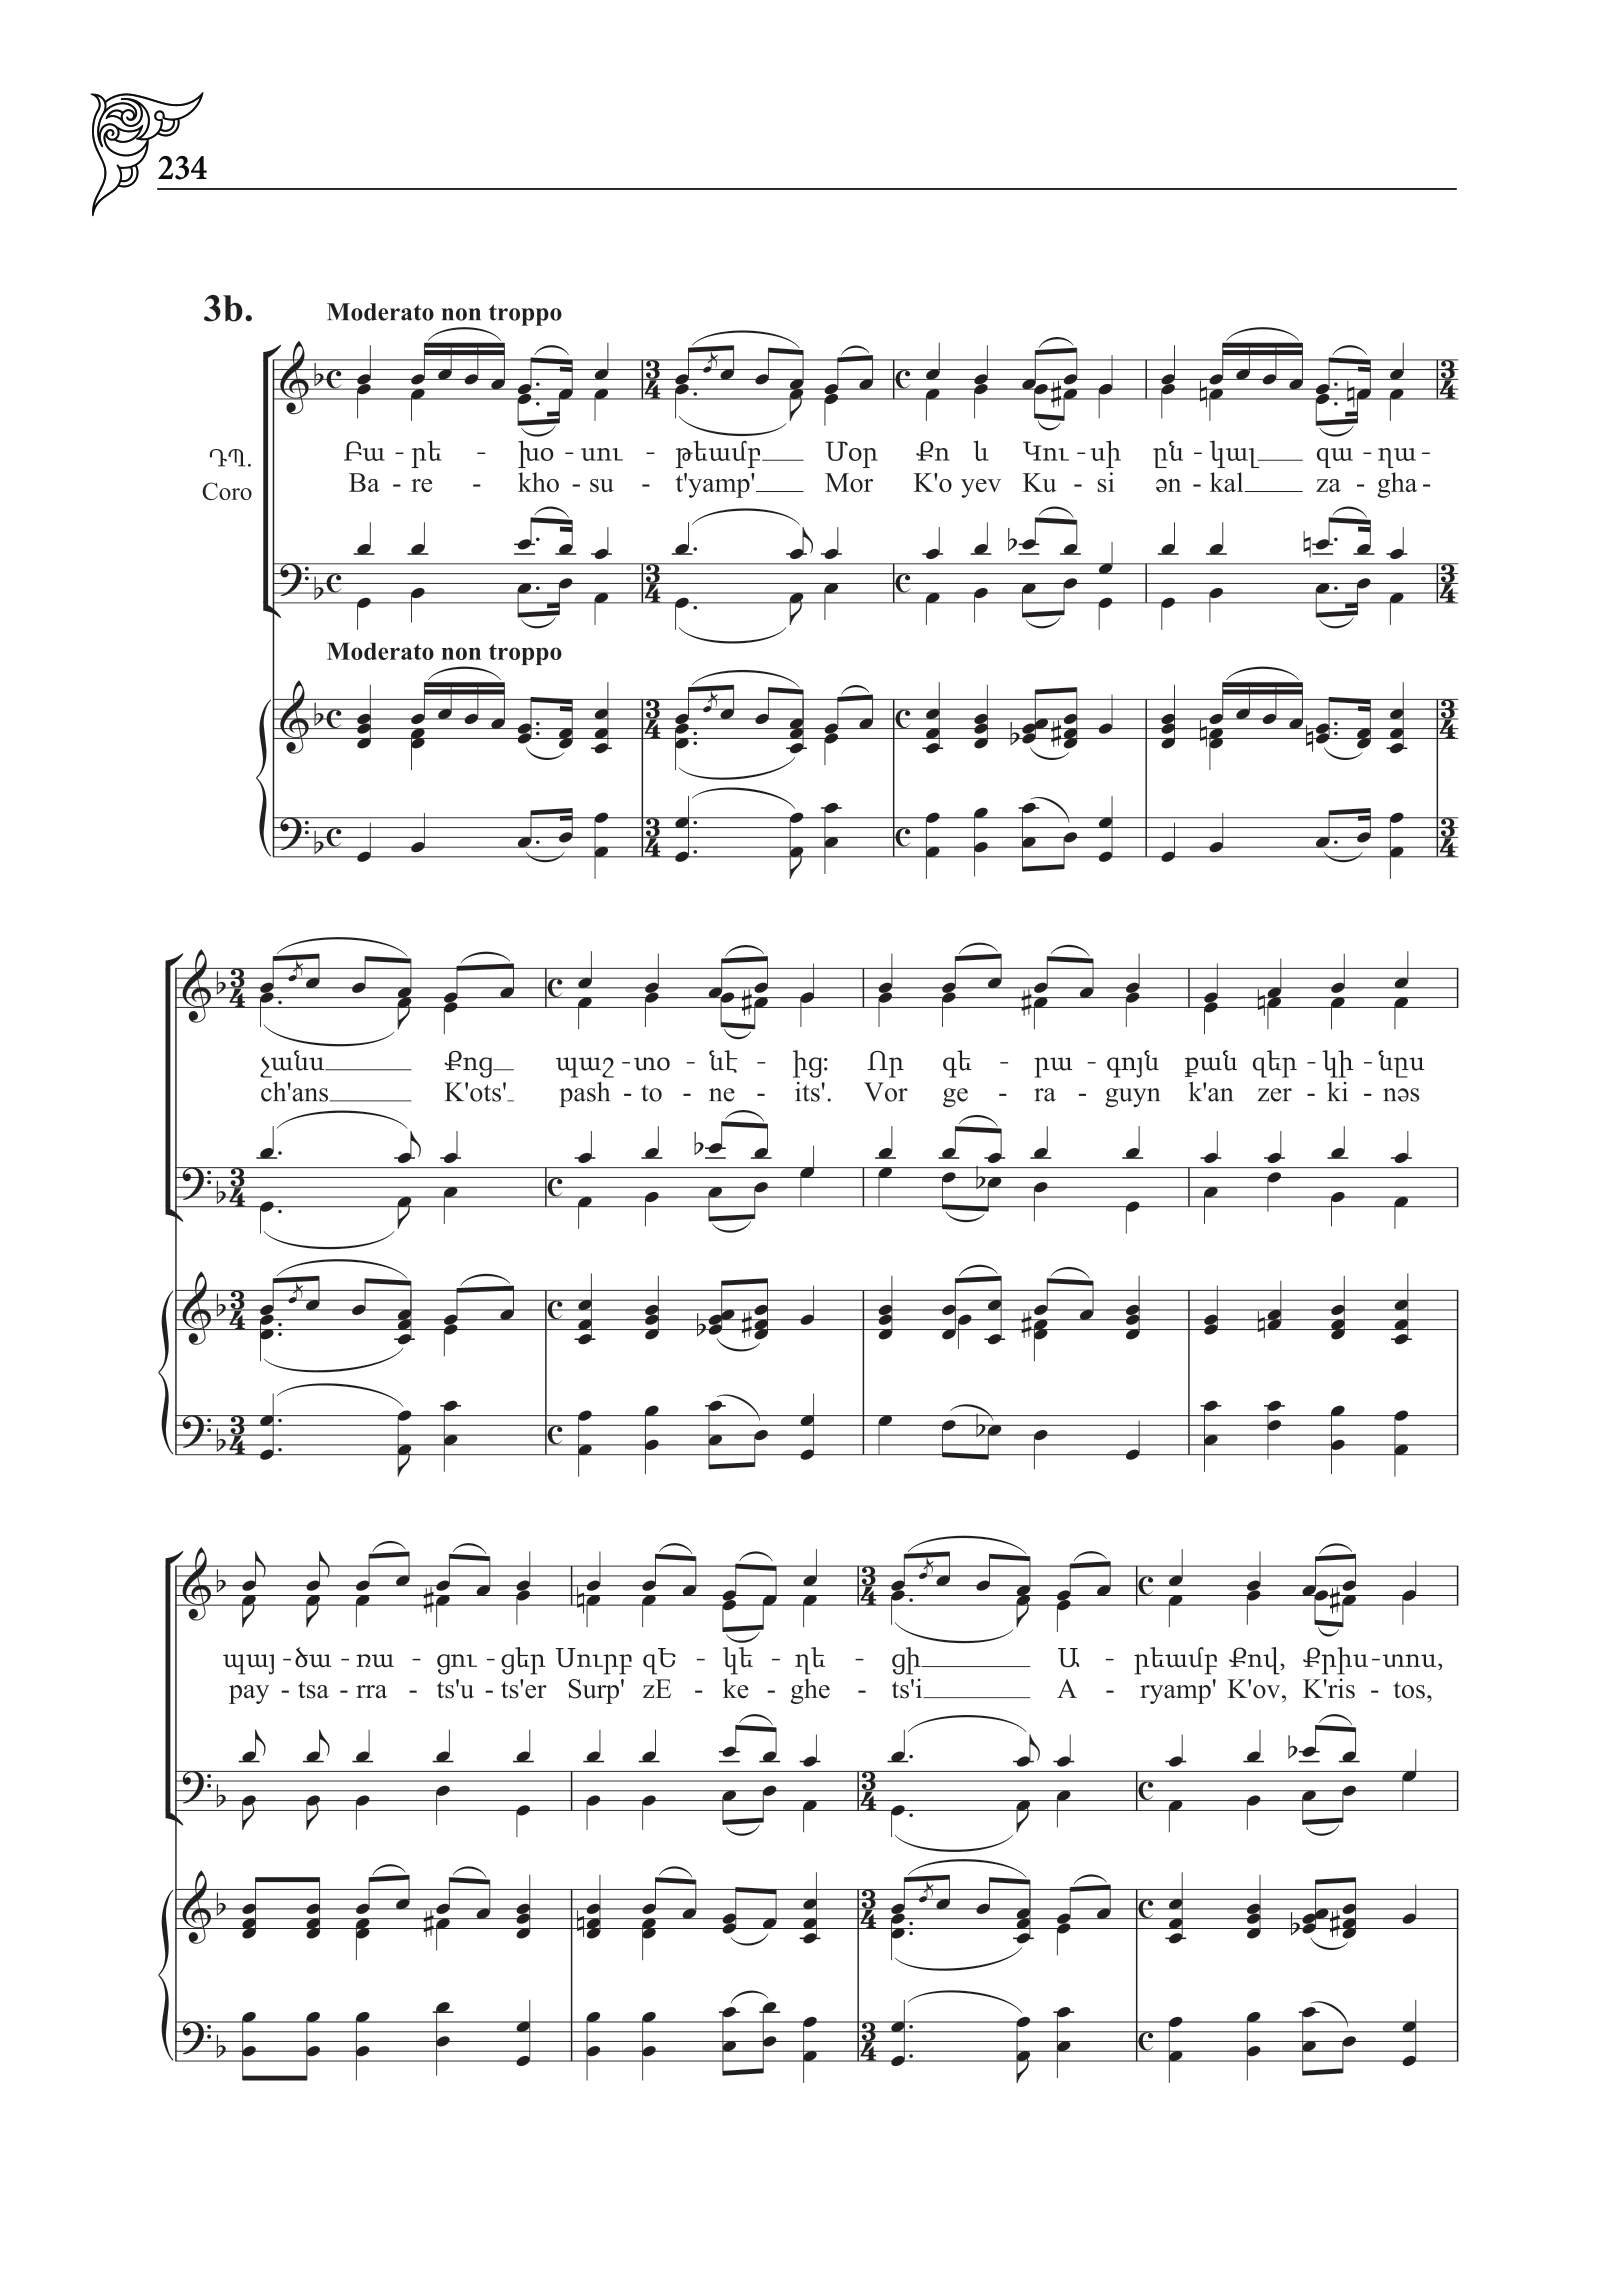 234
3b. Moderato non troppo
ԴՊ. Բա - րե - խօ - սու - թեամբ Մօր Քո և Կու - սի ըն - կալ զա - ղա -
Coro Ba - re - kho - su - t'yamp' Mor K'o yev Ku - si ən - kal za - gha -
Moderato non troppo
չանս Քոց պաշ - տօ - նէ - ից: Որ գե - րա - գոյն քան զեր - կի - նըս
ch'ans K'ots' pash - to - ne - its'. Vor ge - ra - guyn k'an zer - ki - nəs
պայ - ծա - ռա - ցու - ցեր Սուրբ զԵ - կե - ղե - ցի Ա - րեամբ Քով, Քրիս - տոս,
pay - tsa - rra - ts'u - ts'er Surp' zE - ke - ghe - ts'i A - ryamp' K'ov, K'ris - tos,